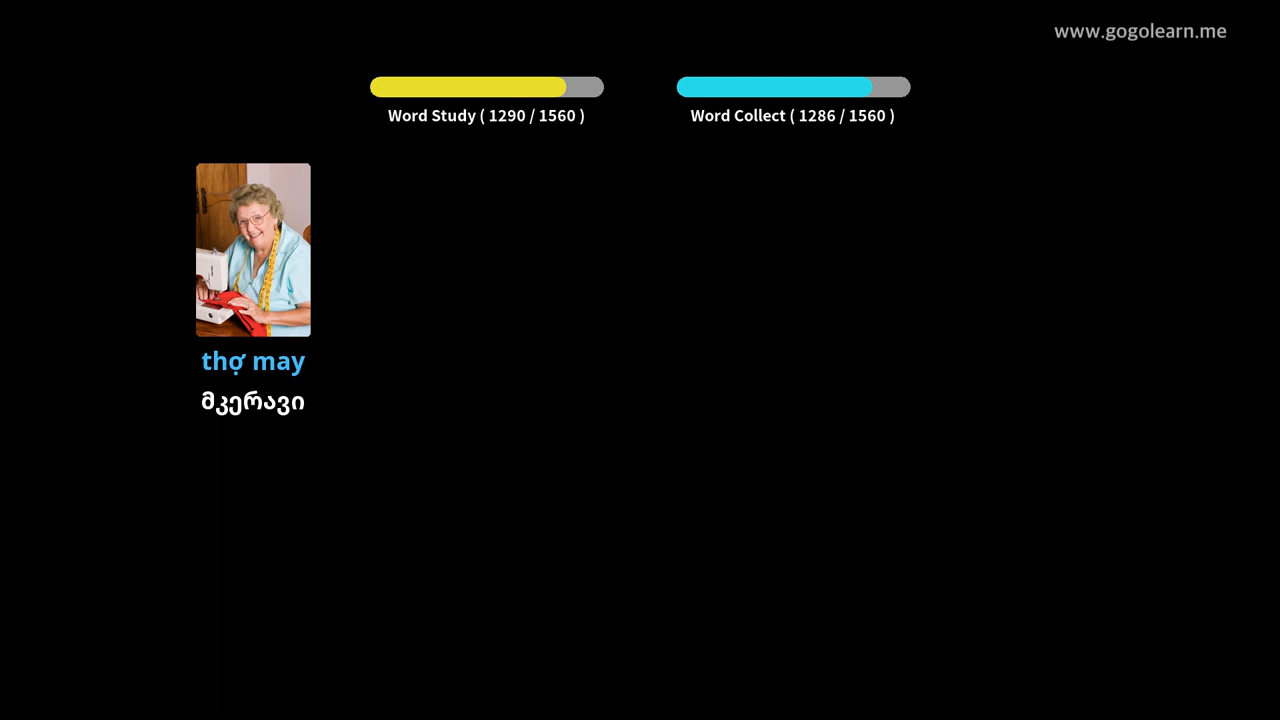 www.gogolearn.me
Word Study ( 1290 / 1560 )
Word Collect ( 1286 / 1560 )
thợ may
მკერავი